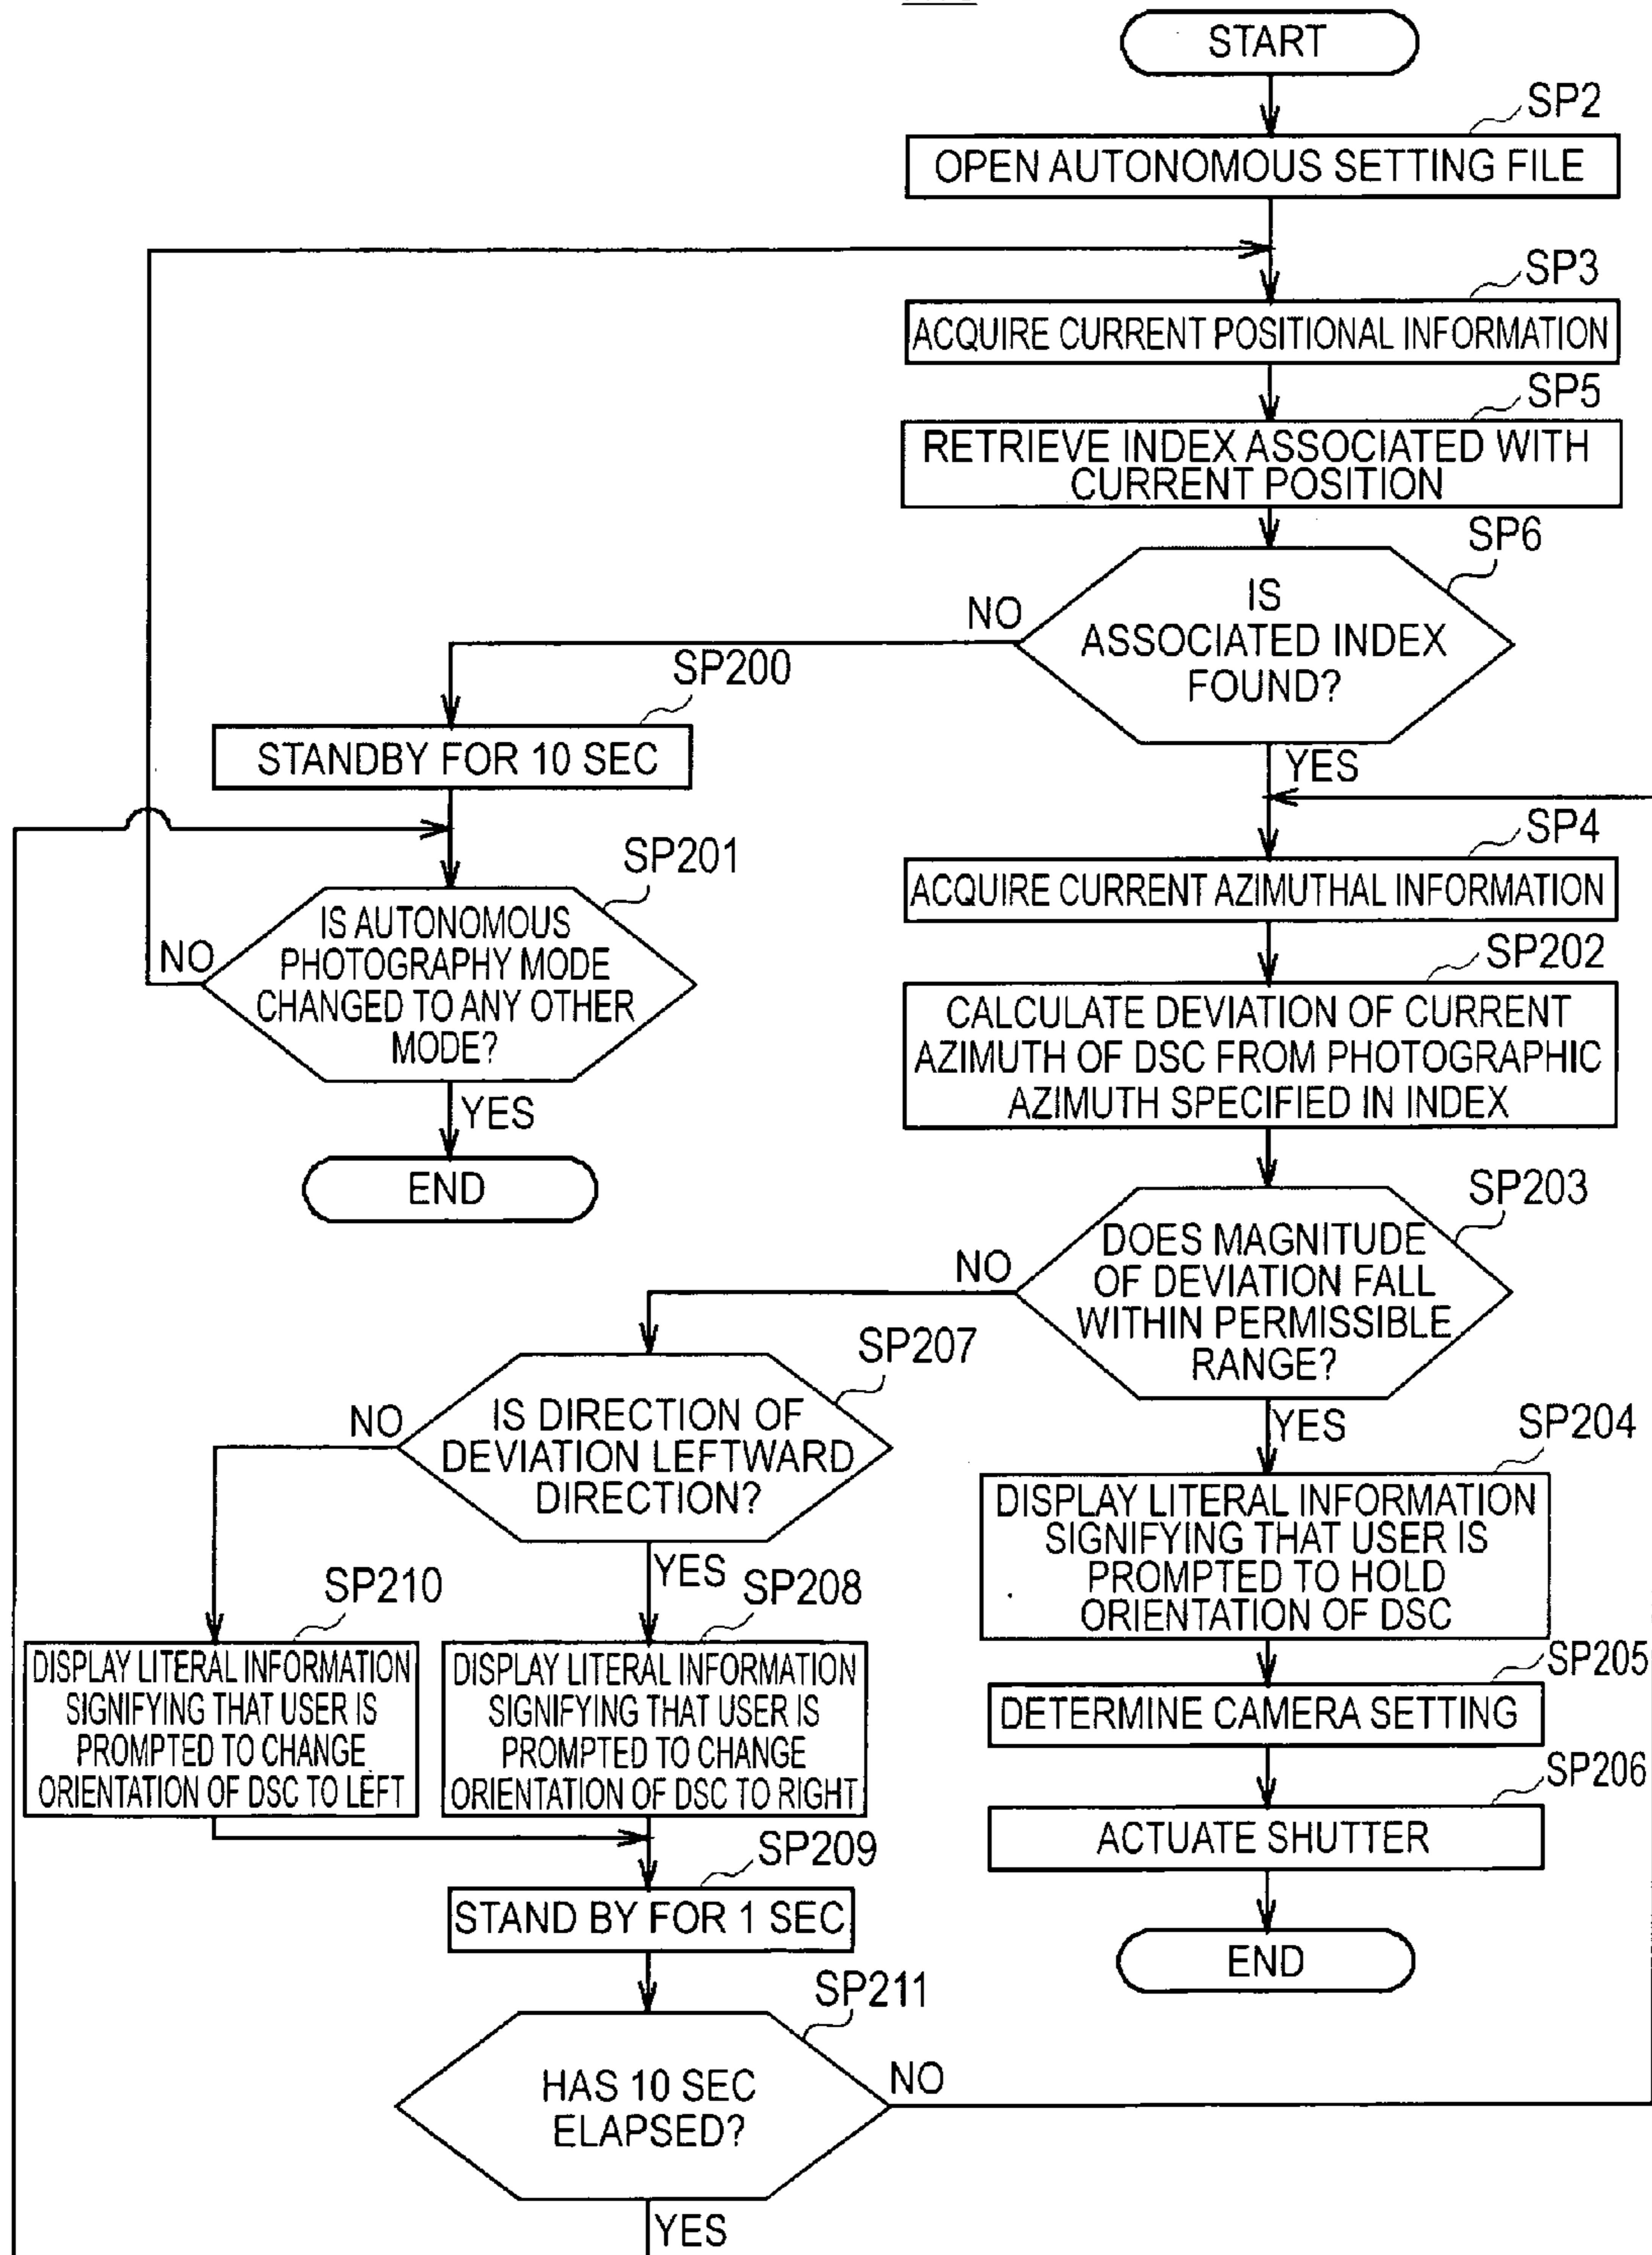 START
SP2
OPEN AUTONOMOUS SETTING FILE
SP3
ACQUIRE CURRENT POSITIONAL INFORMATION
SP5
RETRIEVE INDEX ASSOCIATED WITH
CURRENT POSITION
SP6
IS
ASSOCIATED INDEX
FOUND?
NO
YES
SP200
STANDBY FOR 10 SEC
SP201
IS AUTONOMOUS
PHOTOGRAPHY MODE
CHANGED TO ANY OTHER
MODE?
NO
YES
END
SP4
ACQUIRE CURRENT AZIMUTHAL INFORMATION
SP202
CALCULATE DEVIATION OF CURRENT
AZIMUTH OF DSC FROM PHOTOGRAPHIC
AZIMUTH SPECIFIED IN INDEX
SP203
DOES MAGNITUDE
OF DEVIATION FALL
WITHIN PERMISSIBLE
RANGE?
NO
YES
SP207
IS DIRECTION OF
DEVIATION LEFTWARD
DIRECTION?
NO
YES
SP204
DISPLAY LITERAL INFORMATION
SIGNIFYING THAT USER IS
PROMPTED TO HOLD
ORIENTATION OF DSC
SP210
DISPLAY LITERAL INFORMATION
SIGNIFYING THAT USER IS
PROMPTED TO CHANGE
ORIENTATION OF DSC TO LEFT
SP208
DISPLAY LITERAL INFORMATION
SIGNIFYING THAT USER IS
PROMPTED TO CHANGE
ORIENTATION OF DSC TO RIGHT
SP205
DETERMINE CAMERA SETTING
SP206
ACTUATE SHUTTER
END
SP209
STAND BY FOR 1 SEC
SP211
HAS 10 SEC
ELAPSED?
NO
YES